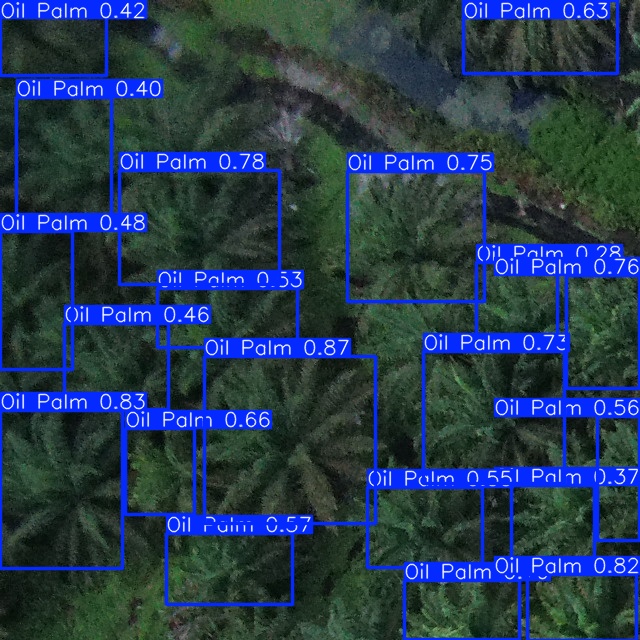 Oil Palm 0.42
Oil Palm 0.63
Oil Palm 0.40
Oil Palm 0.78
Oil Palm 0.75
Oil Palm 0.48
Oil Palm 0.28
Oil Palm 0.76
Oil Palm 0.53
Oil Palm 0.46
Oil Palm 0.87
Oil Palm 0.73
Oil Palm 0.83
Oil Palm 0.56
Oil Palm 0.66
Oil Palm 0.55
Palm 0.37
Oil Palm 0.57
Oil Palm
Oil Palm 0.82